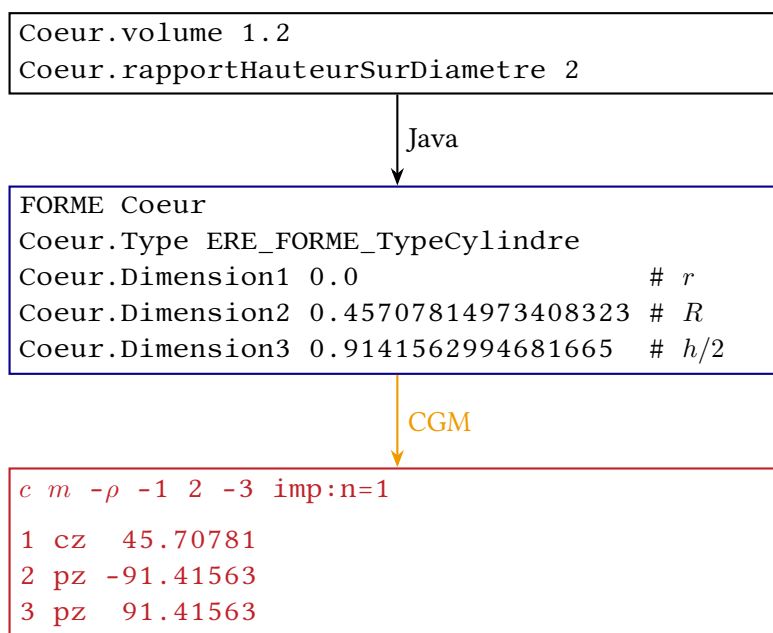 Coeur.volume 1.2
Coeur.rapportHauteurSurDiametre 2
Java
FORME Coeur
Coeur.Type ERE_FORME_TypeCylindre
Coeur.Dimension1 0.0 # r
Coeur.Dimension2 0.45707814973408323 # R
Coeur.Dimension3 0.9141562994681665 # h/2
CGM
c m -ρ -1 2 -3 imp:n=1
1 cz 45.70781
2 pz -91.41563
3 pz 91.41563